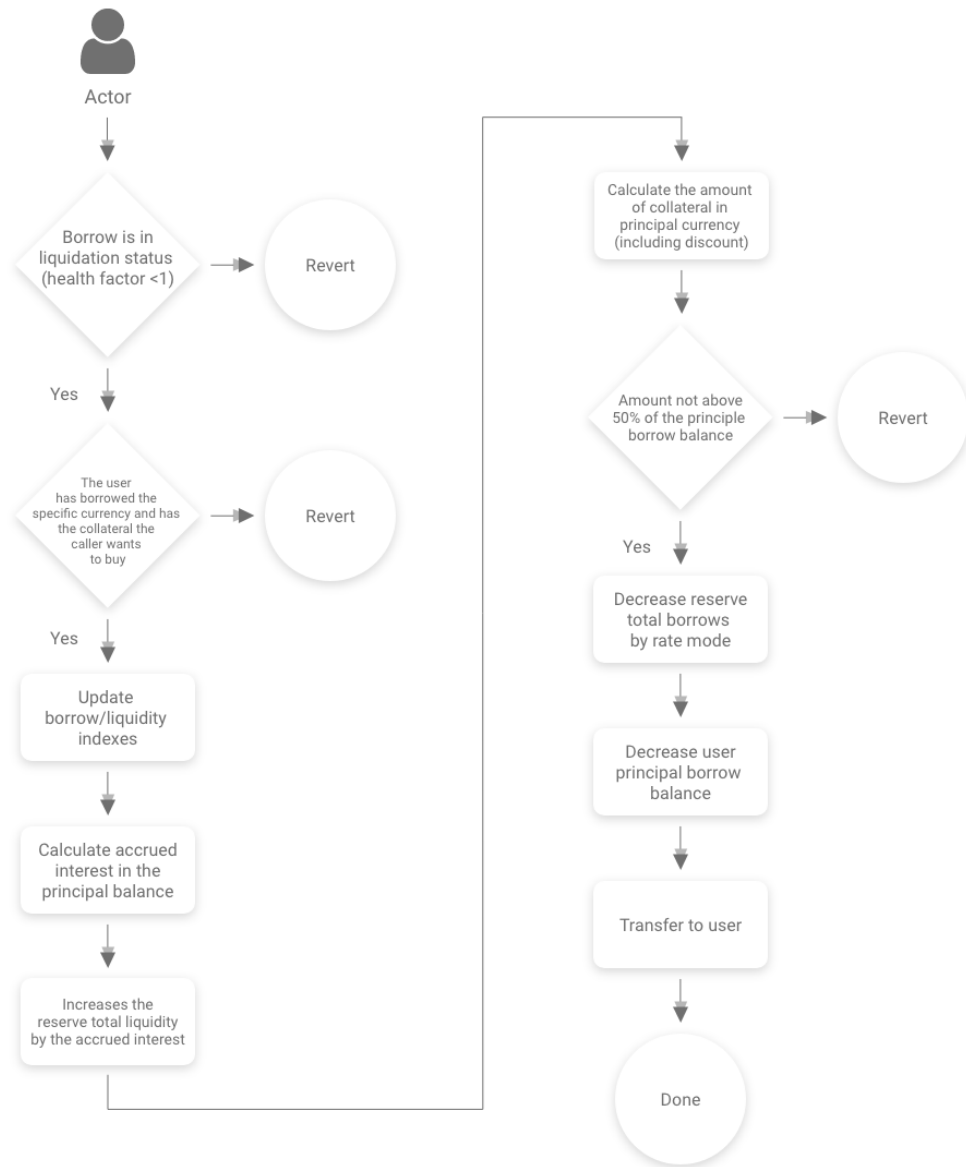 Actor
Borrow is in
liquidation status
(health factor <1)
Revert
Yes
The user
has borrowed the
specific currency and has
the collateral the
caller wants
to buy
Revert
Yes
Update
borrow/liquidity
indexes
Calculate accrued
interest in the
principal balance
Increases the
reserve total liquidity
by the accrued interest
Calculate the amount
of collateral in
principal currency
(including discount)
Amount not above
50% of the principle
borrow balance
Revert
Yes
Decrease reserve
total borrows
by rate mode
Decrease user
principal borrow
balance
Transfer to user
Done